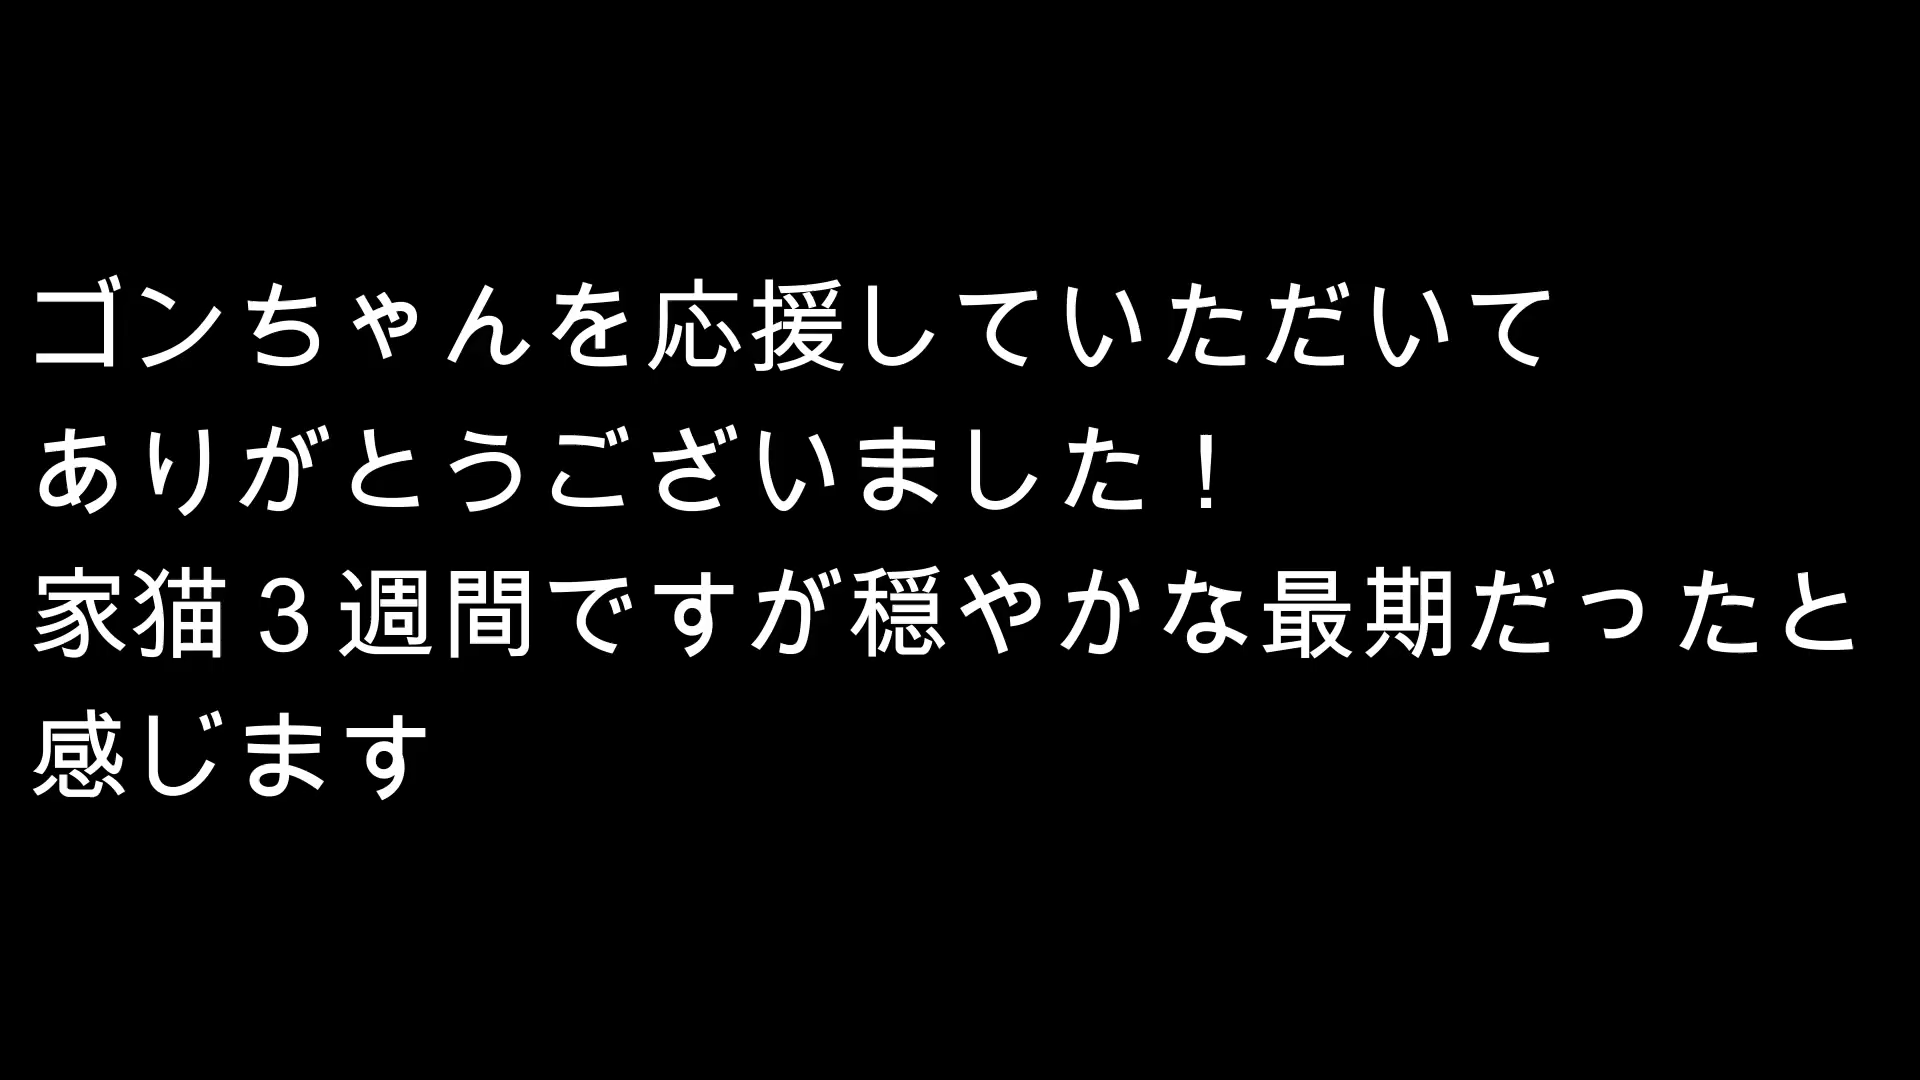 ゴンちゃんを応援していただいて
ありがとうございました！
家猫３週間ですが穏やかな最期だったと
感じます